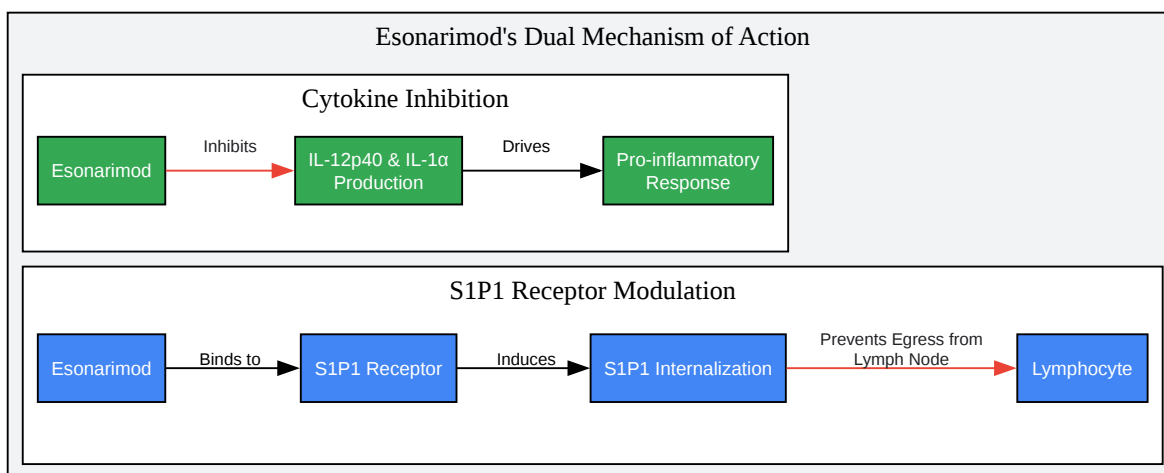 Esonarimod's Dual Mechanism of Action
Cytokine Inhibition
Esonarimod
Inhibits
IL-12p40 & IL-1α
Production
Drives
Pro-inflammatory
Response
S1P1 Receptor Modulation
Esonarimod
Binds to
S1P1 Receptor
Induces
S1P1 Internalization
Prevents Egress from
Lymph Node
Lymphocyte